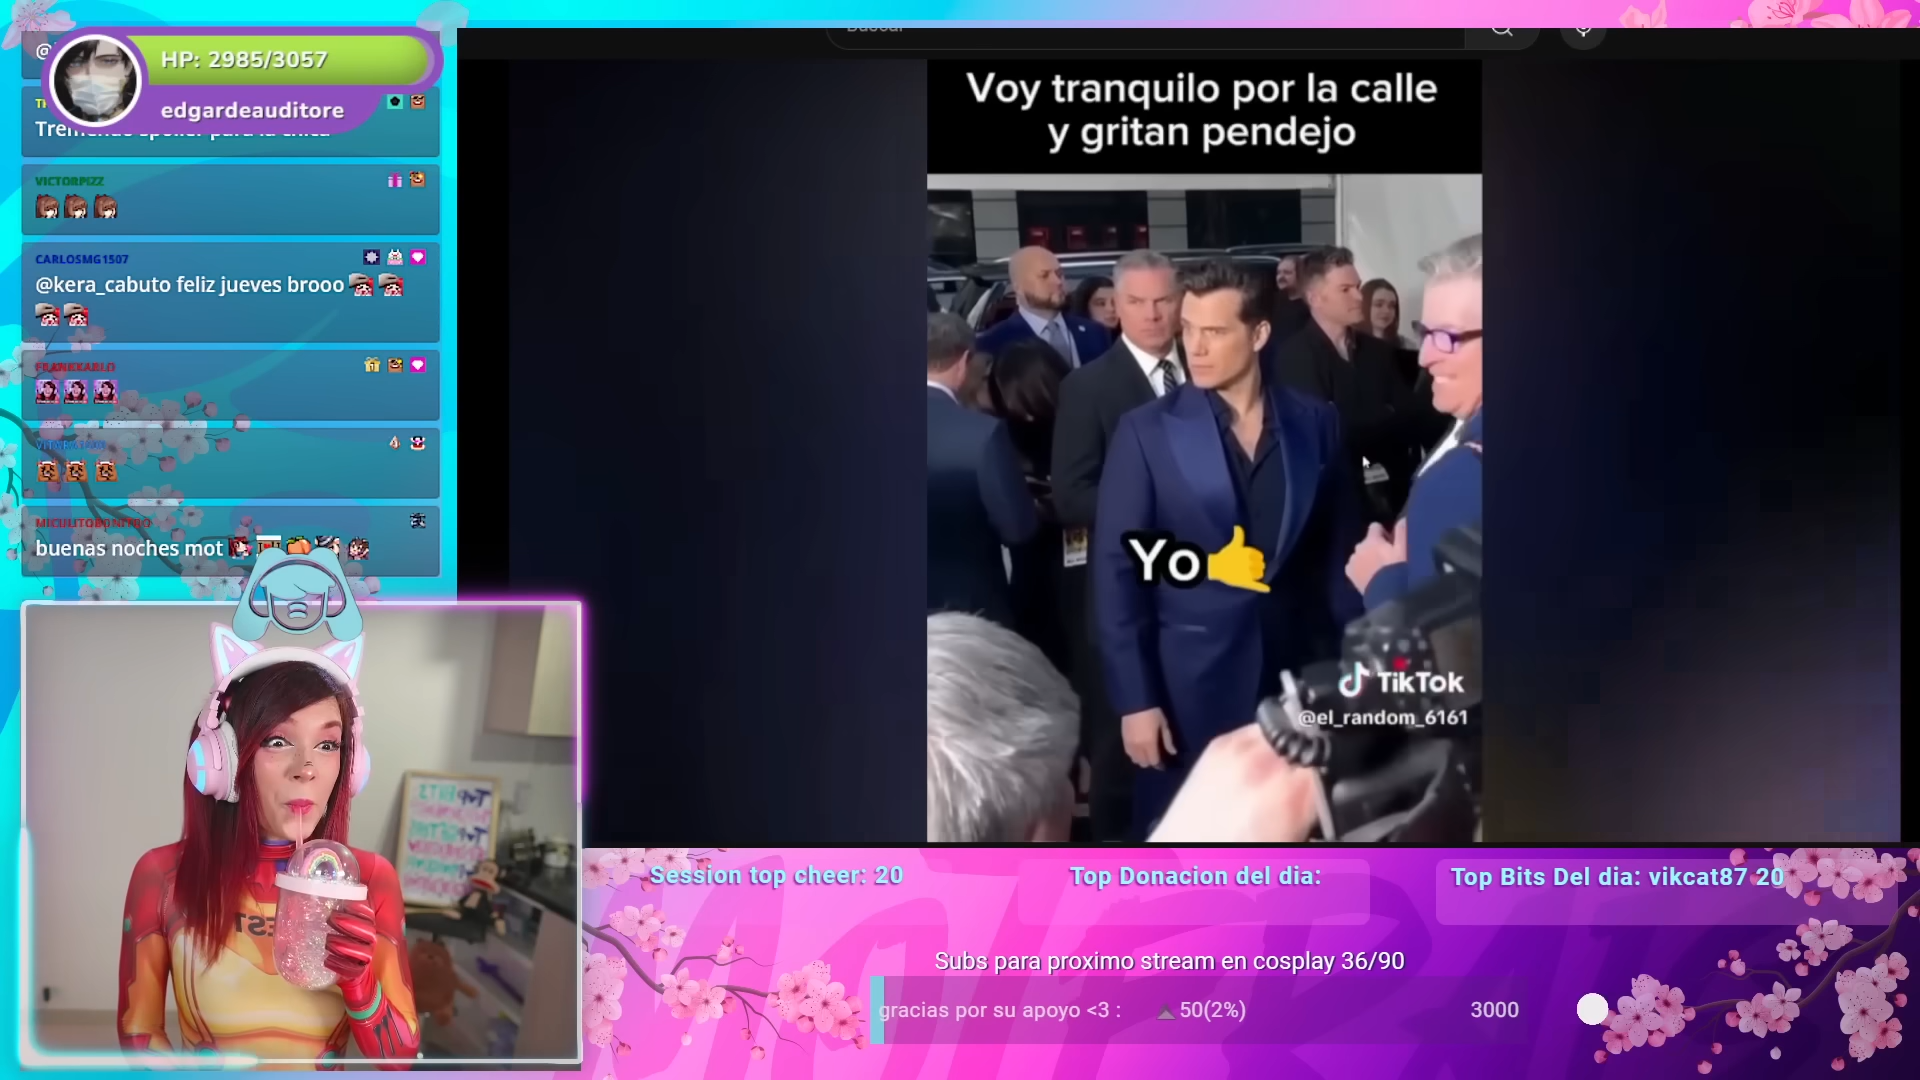 HP: 2985/3057
edgardeauditore
VICTORPIZZ
CARLOSMG1507
@kera_cabuto feliz jueves brooo
FRANKKARLO
buenas noches mot
Buscar
Voy tranquilo por la calle
y gritan pendejo
Yo
TikTok
@el_random_6161
Session top cheer: 20
Top Donacion del dia:
Top Bits Del dia: vikcat87 20
Subs para proximo stream en cosplay 36/90
gracias por su apoyo <3 :
50(2%)
3000